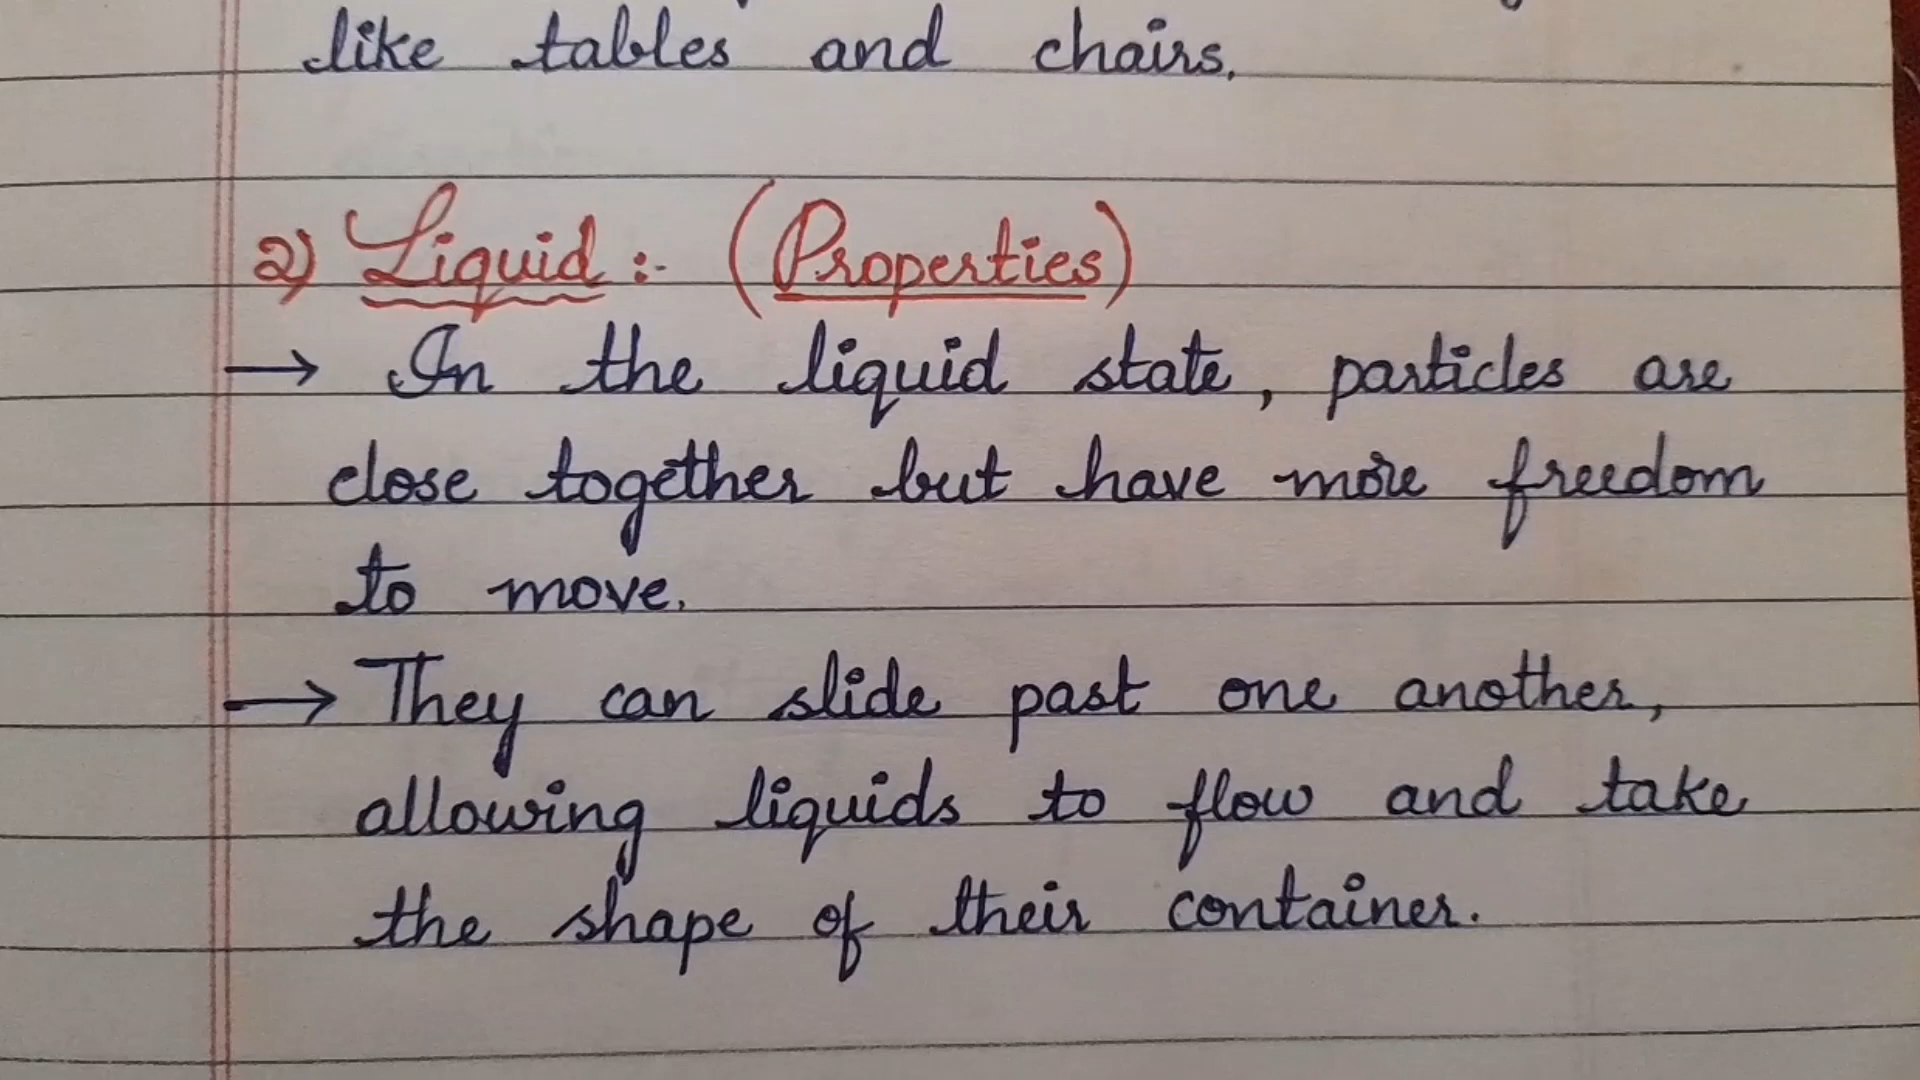 like tables and chairs.
2) Liquid :- (Properties)
→ In the liquid state, particles are
close together but have more freedom
to move.
→ They can slide past one another,
allowing liquids to flow and take
the shape of their container.